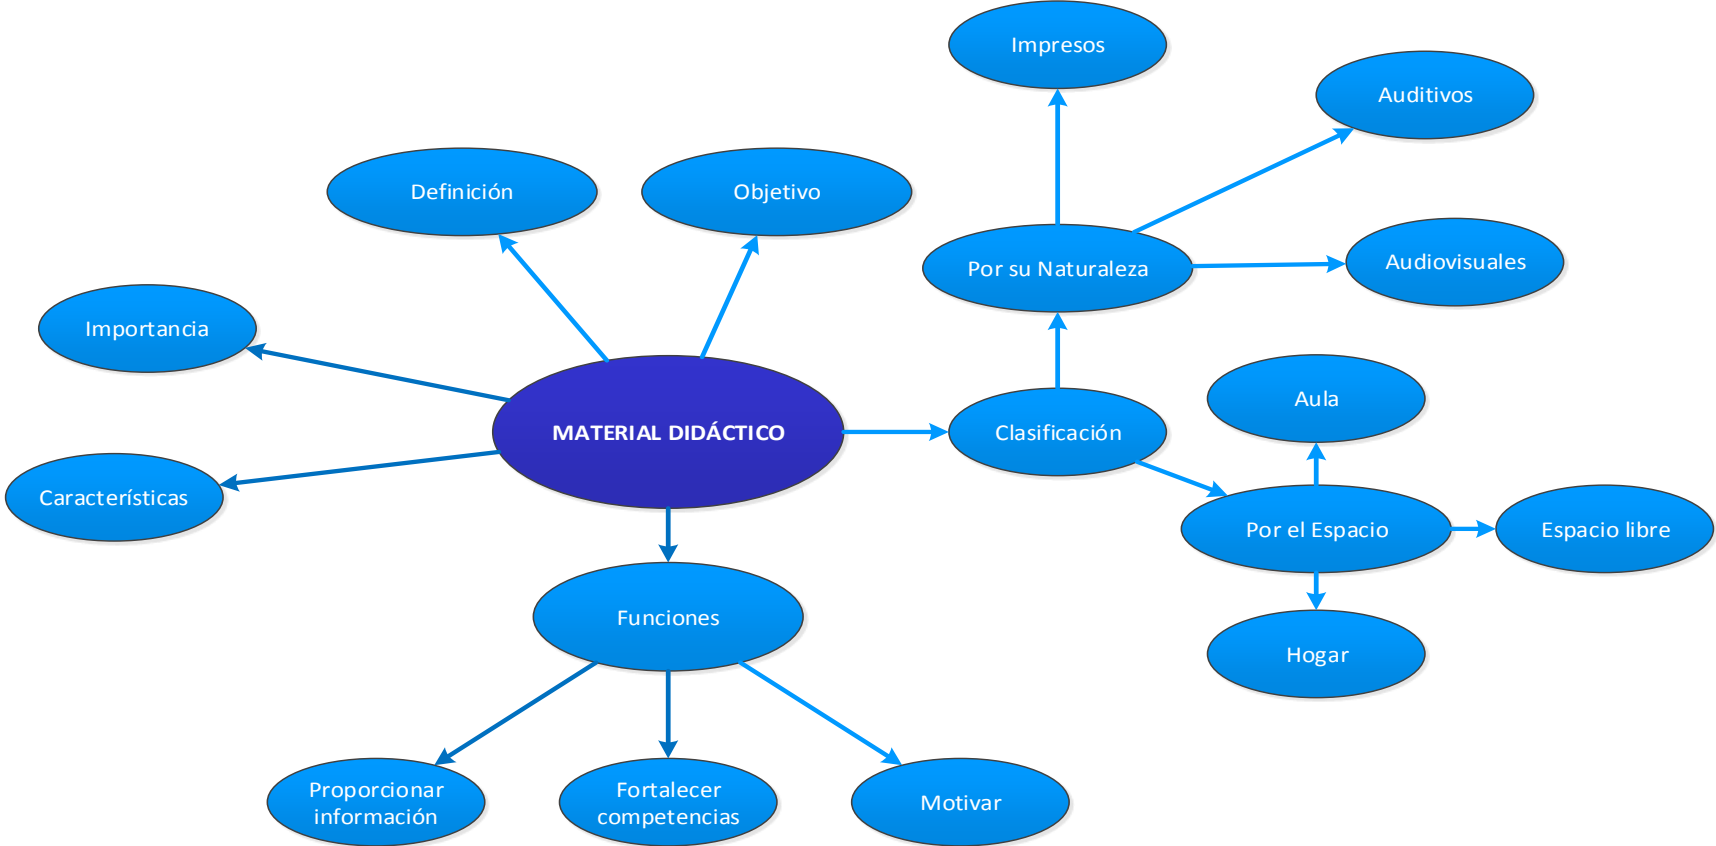 Impresos
Auditivos
Definición
Objetivo
Por su Naturaleza
Audiovisuales
Importancia
Aula
MATERIAL DIDÁCTICO
Clasificación
Características
Por el Espacio
Espacio libre
Funciones
Hogar
Proporcionar
información
Fortalecer
competencias
Motivar